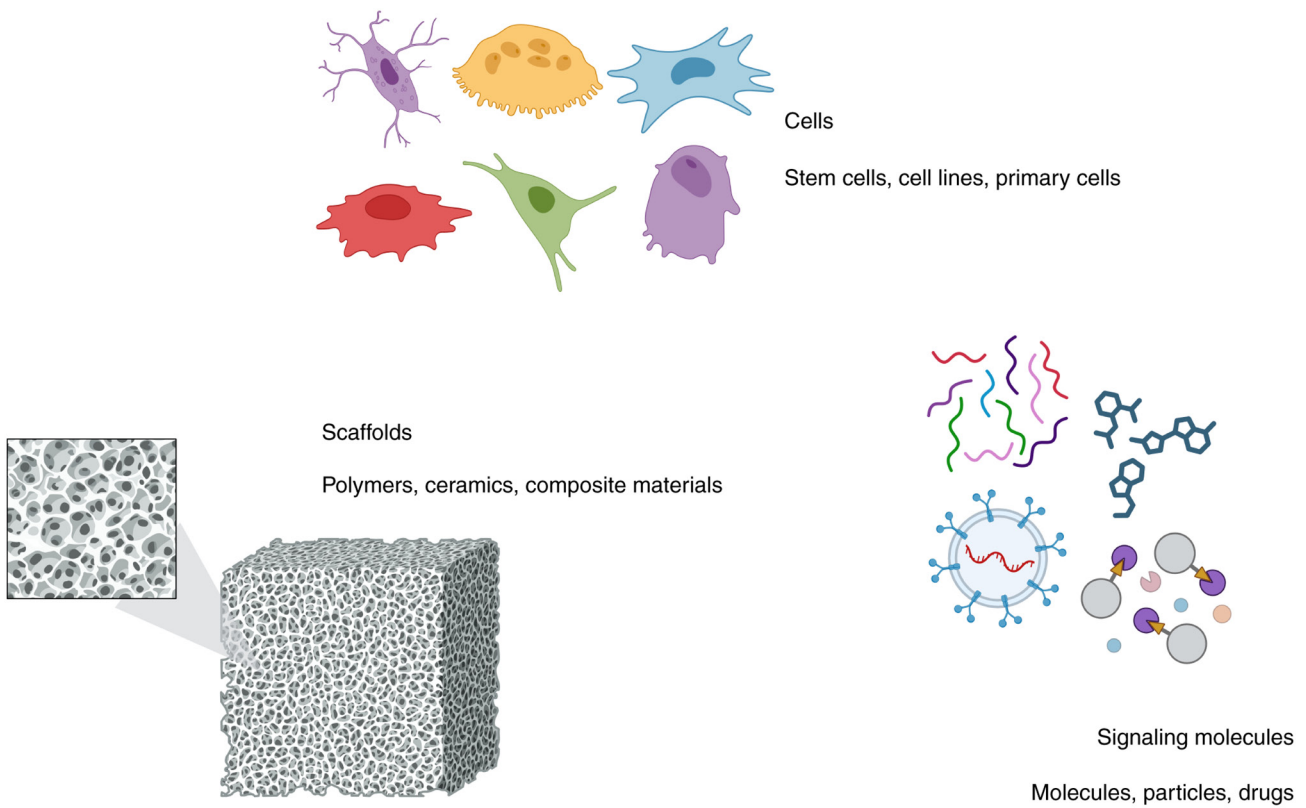 Cells
Stem cells, cell lines, primary cells
Scaffolds
Polymers, ceramics, composite materials
Signaling molecules
Molecules, particles, drugs